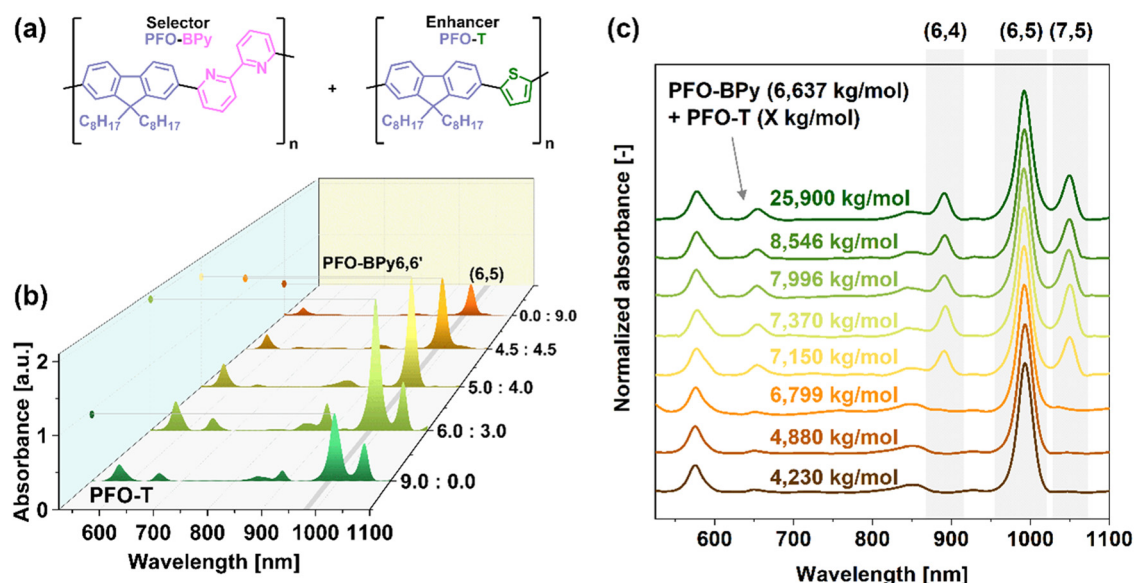 (a)
Selector
PFO-BPy
Enhancer
PFO-T
N
N
S
+
C8H17 C8H17
n
C8H17 C8H17
n
(b)
PFO-BPy6,6'
(6,5)
0.0 : 9.0
4.5 : 4.5
5.0 : 4.0
6.0 : 3.0
9.0 : 0.0
PFO-T
Absorbance [a.u.]
2
1
0
600 700 800 900 1000 1100
Wavelength [nm]
(c)
(6,4) (6,5) (7,5)
PFO-BPy (6,637 kg/mol)
+ PFO-T (X kg/mol)
25,900 kg/mol
8,546 kg/mol
7,996 kg/mol
7,370 kg/mol
7,150 kg/mol
6,799 kg/mol
4,880 kg/mol
4,230 kg/mol
Normalized absorbance [-]
600 700 800 900 1000 1100
Wavelength [nm]